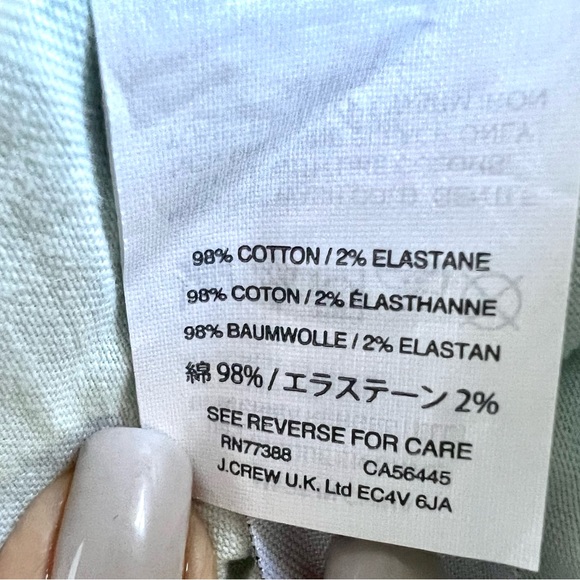 98% COTTON / 2% ELASTANE
98% COTON / 2% ÉLASTHANNE
98% BAUMWOLLE / 2% ELASTAN
綿 98% / エラステーン 2%
SEE REVERSE FOR CARE
RN77388 CA56445
J.CREW U.K. Ltd EC4V 6JA